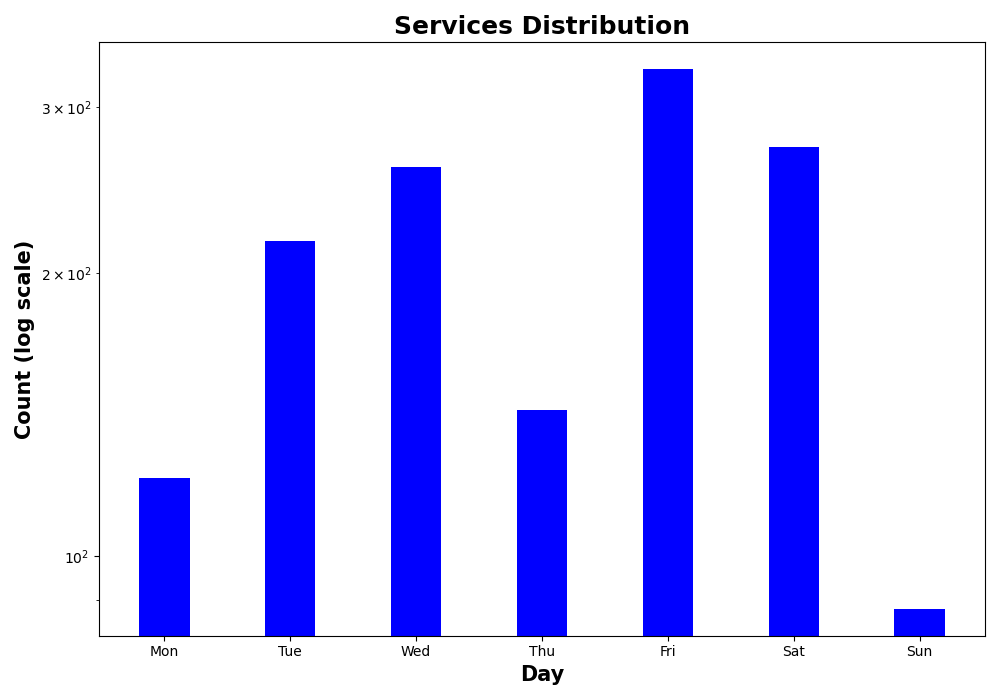 Services Distribution
Count (log scale)
3 × 10²
2 × 10²
10²
Mon Tue Wed Thu Fri Sat Sun
Day